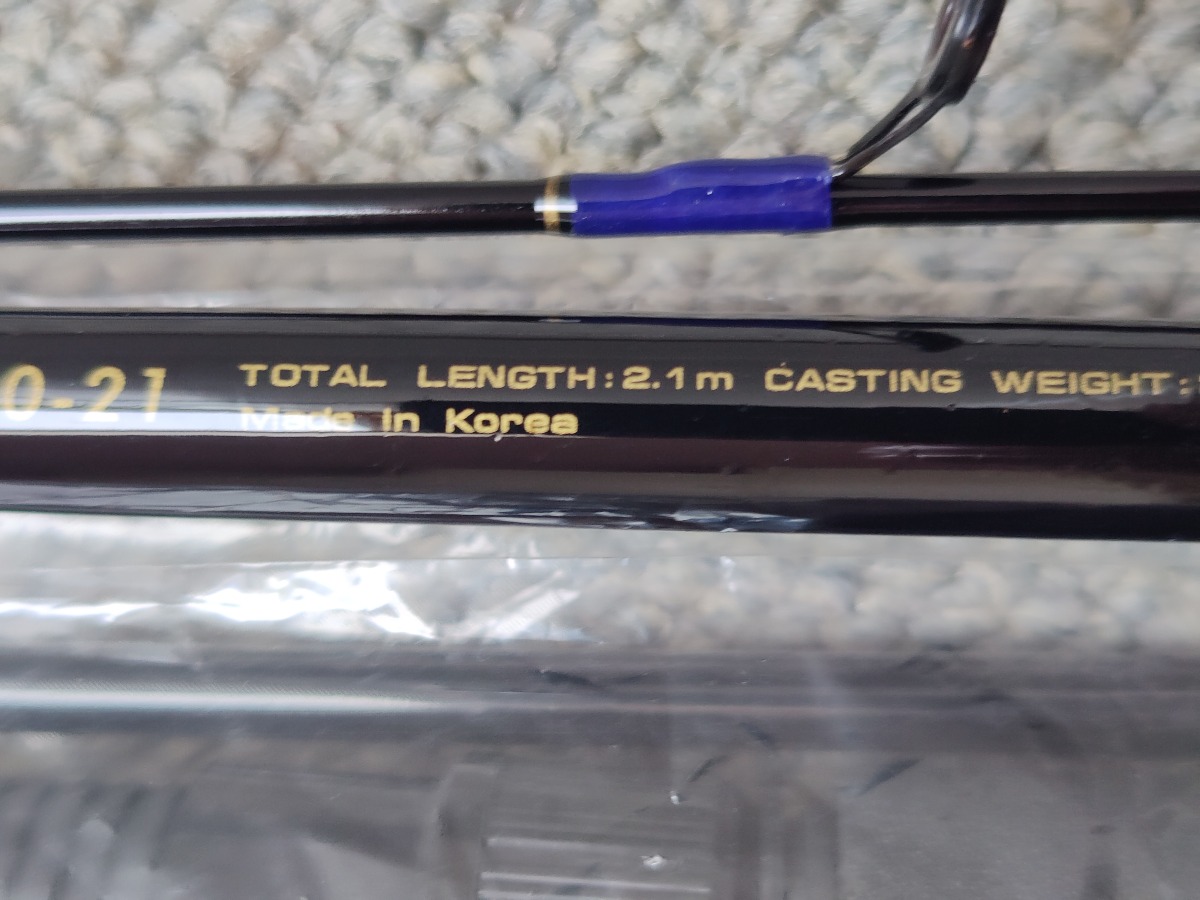 0-21 TOTAL LENGTH:2.1m CASTING WEIGHT:
Made in Korea